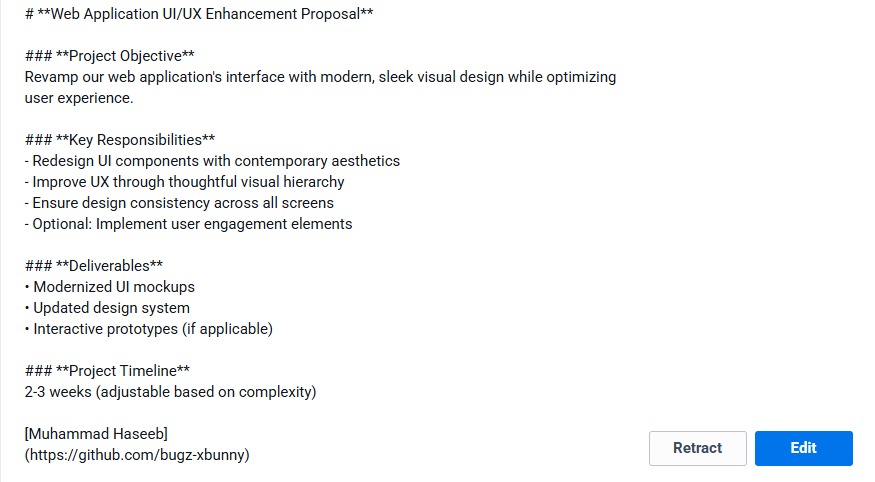 # **Web Application UI/UX Enhancement Proposal**
### **Project Objective**
Revamp our web application's interface with modern, sleek visual design while optimizing
user experience.
### **Key Responsibilities**
- Redesign UI components with contemporary aesthetics
- Improve UX through thoughtful visual hierarchy
- Ensure design consistency across all screens
- Optional: Implement user engagement elements
### **Deliverables**
• Modernized UI mockups
• Updated design system
• Interactive prototypes (if applicable)
### **Project Timeline**
2-3 weeks (adjustable based on complexity)
[Muhammad Haseeb]
(https://github.com/bugz-xbunny)
Retract
Edit